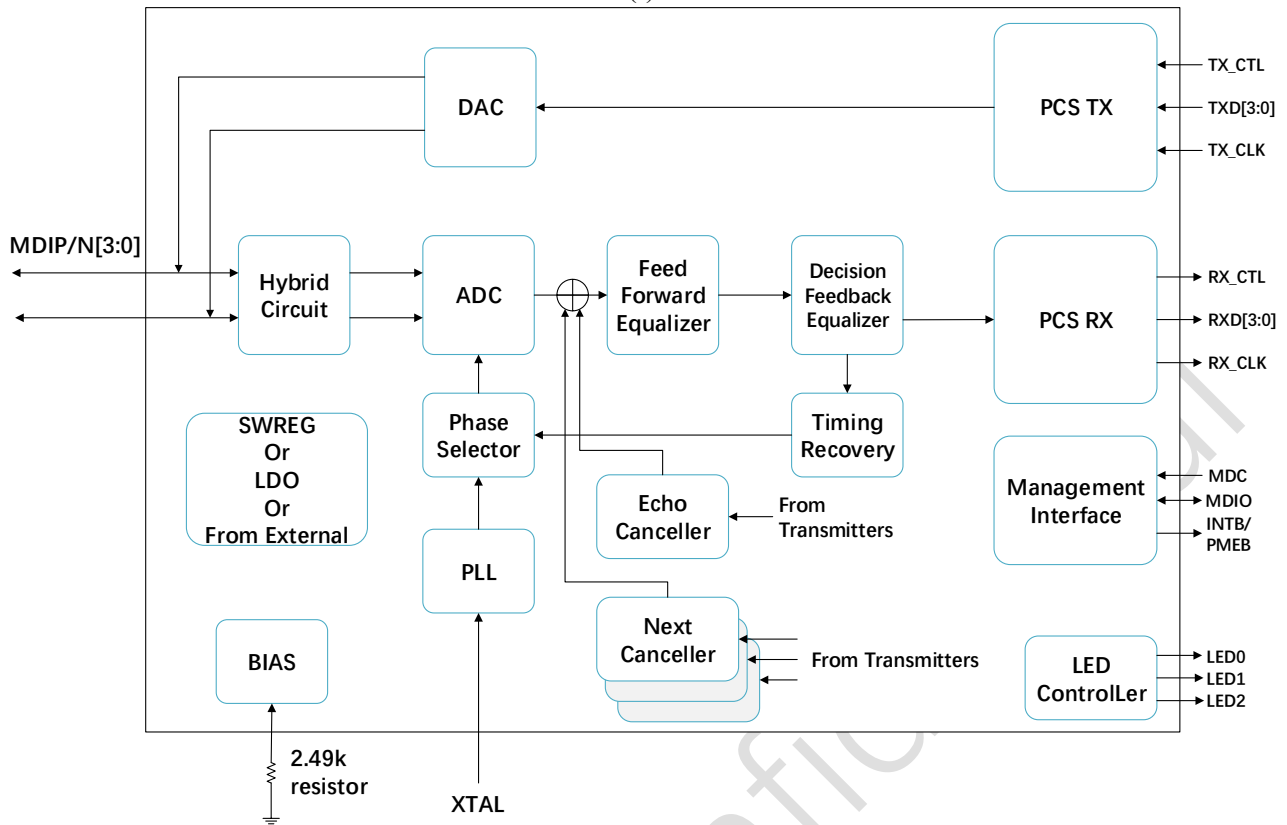 DAC
PCS TX
TX_CTL
TXD[3:0]
TX_CLK
MDIP/N[3:0]
Hybrid
Circuit
ADC
Feed
Forward
Equalizer
Decision
Feedback
Equalizer
PCS RX
RX_CTL
RXD[3:0]
RX_CLK
SWREG
Or
LDO
Or
From External
Phase
Selector
Timing
Recovery
Echo
Canceller
From
Transmitters
Management
Interface
MDC
MDIO
INTB/
PMEB
PLL
BIAS
Next
Canceller
From Transmitters
LED
ControlLer
LED0
LED1
LED2
2.49k
resistor
XTAL